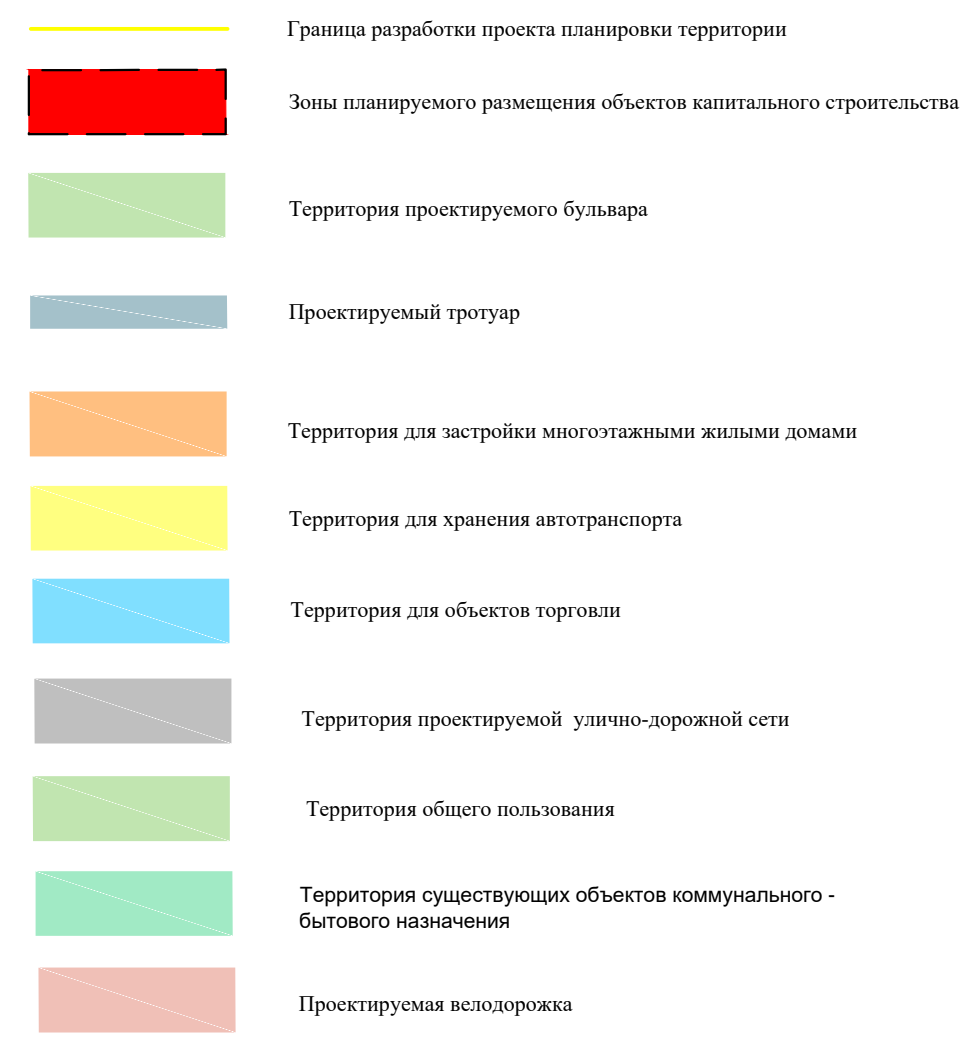 Граница разработки проекта планировки территории
Зоны планируемого размещения объектов капитального строительства
Территория проектируемого бульвара
Проектируемый тротуар
Территория для застройки многоэтажными жилыми домами
Территория для хранения автотранспорта
Территория для объектов торговли
Территория проектируемой  улично-дорожной сети
Территория общего пользования
Территория существующих объектов коммунального -
бытового назначения
Проектируемая велодорожка